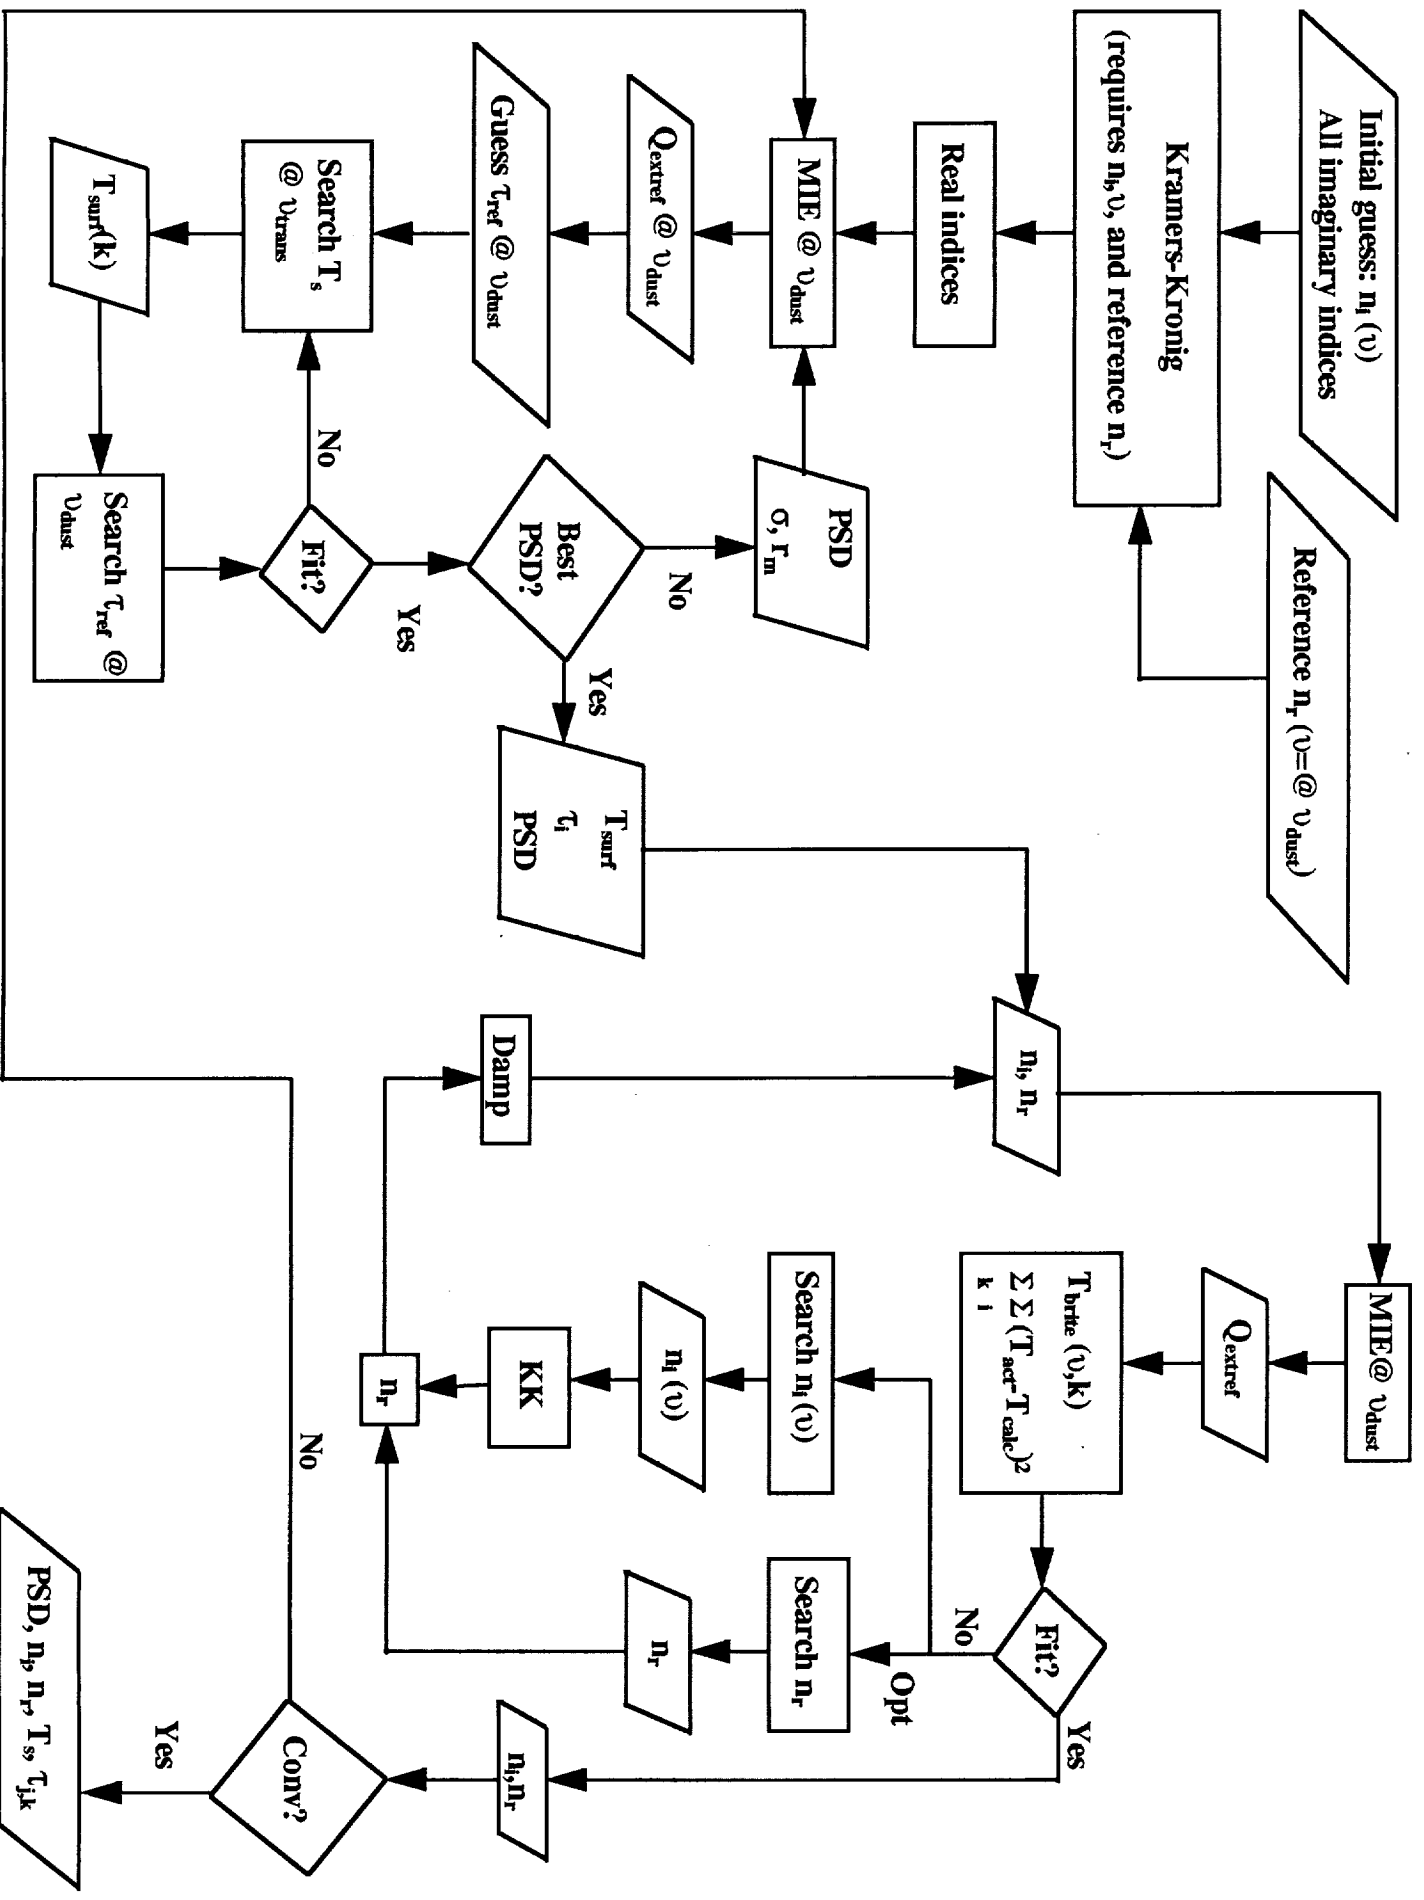 Initial guess: nᵢ (υ)
All imaginary indices
Kramers-Kronig
(requires nᵢ, υ, and reference nᵣ)
Reference nᵣ (υ=@ υdust)
Real indices
MIE @ υdust
Qextref @ υdust
Guess τref @ υdust
Search Ts
@ υtrans
Tsurf(k)
Search τref @
υdust
Fit?
No
Yes
Best
PSD?
No
PSD
σ, rm
Yes
Tsurf
τᵢ
PSD
nᵢ, nᵣ
MIE@ υdust
Qextref
Tbrite (υ,k)
Σ Σ (Tact-Tcalc)²
k i
Fit?
No
Opt
Yes
Search nᵢ (υ)
nᵢ (υ)
KK
nᵣ
Search nᵣ
nᵣ
Damp
nᵢ,nᵣ
Conv?
No
Yes
PSD, nᵢ, nᵣ, Ts, τj,k